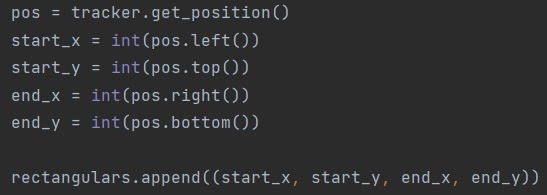 pos = tracker.get_position()
start_x = int(pos.left())
start_y = int(pos.top())
end_x = int(pos.right())
end_y = int(pos.bottom())
rectangulars.append((start_x, start_y, end_x, end_y))